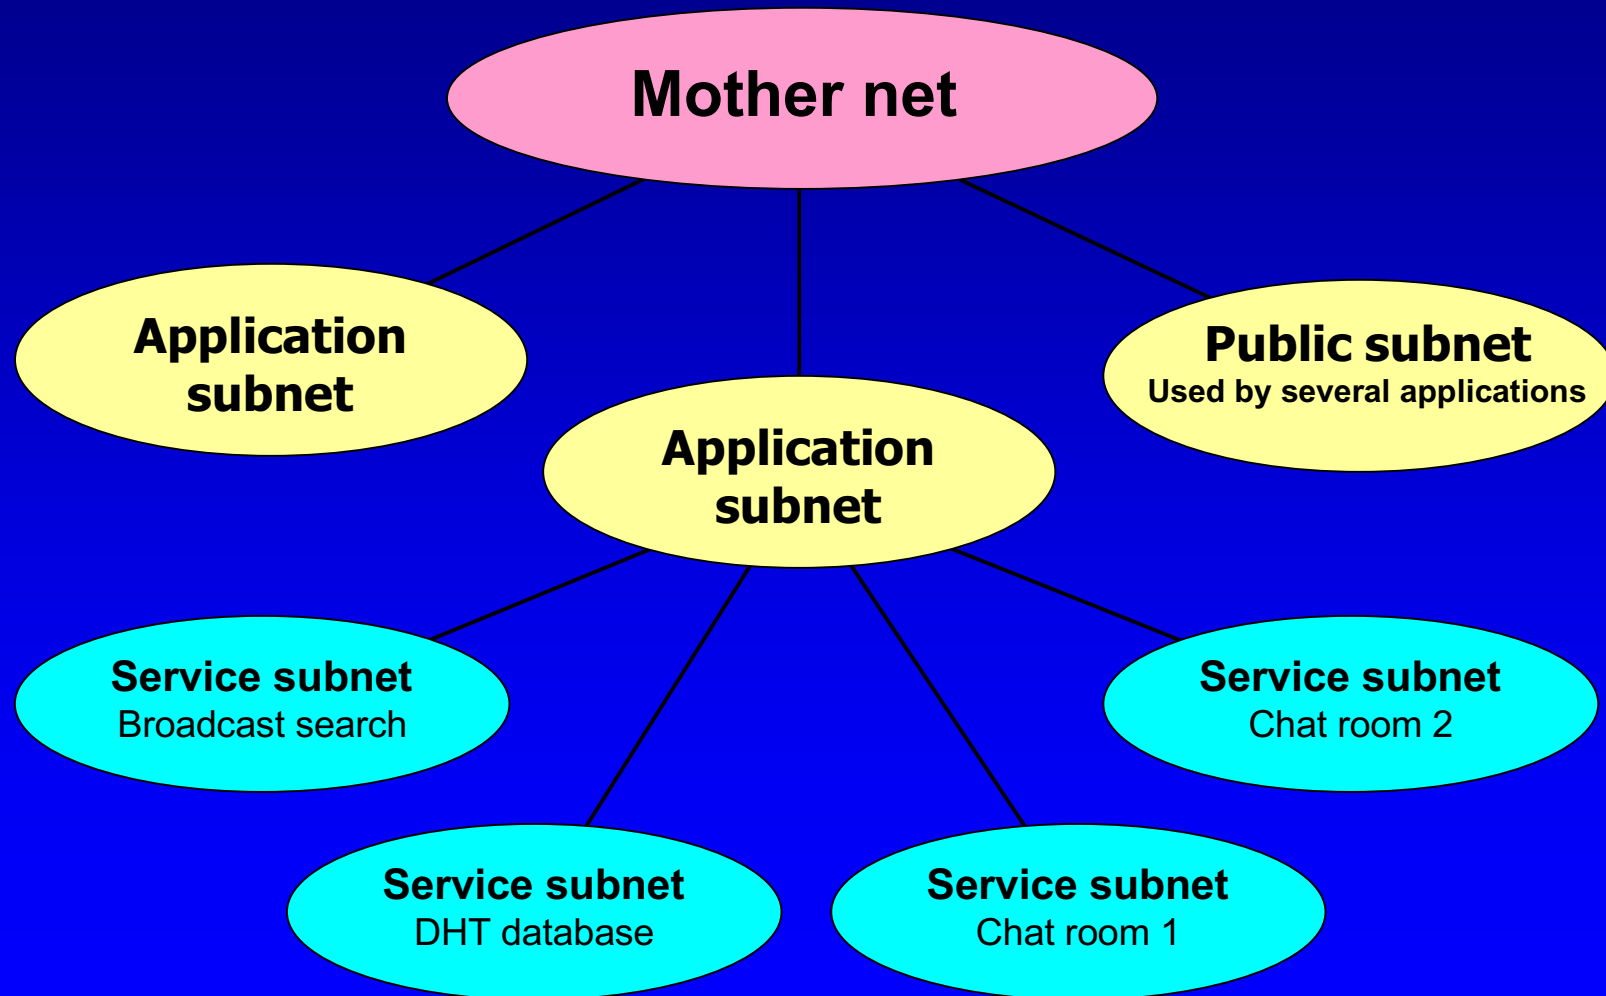 Mother net
Application
subnet
Application
subnet
Public subnet
Used by several applications
Service subnet
Broadcast search
Service subnet
DHT database
Service subnet
Chat room 1
Service subnet
Chat room 2